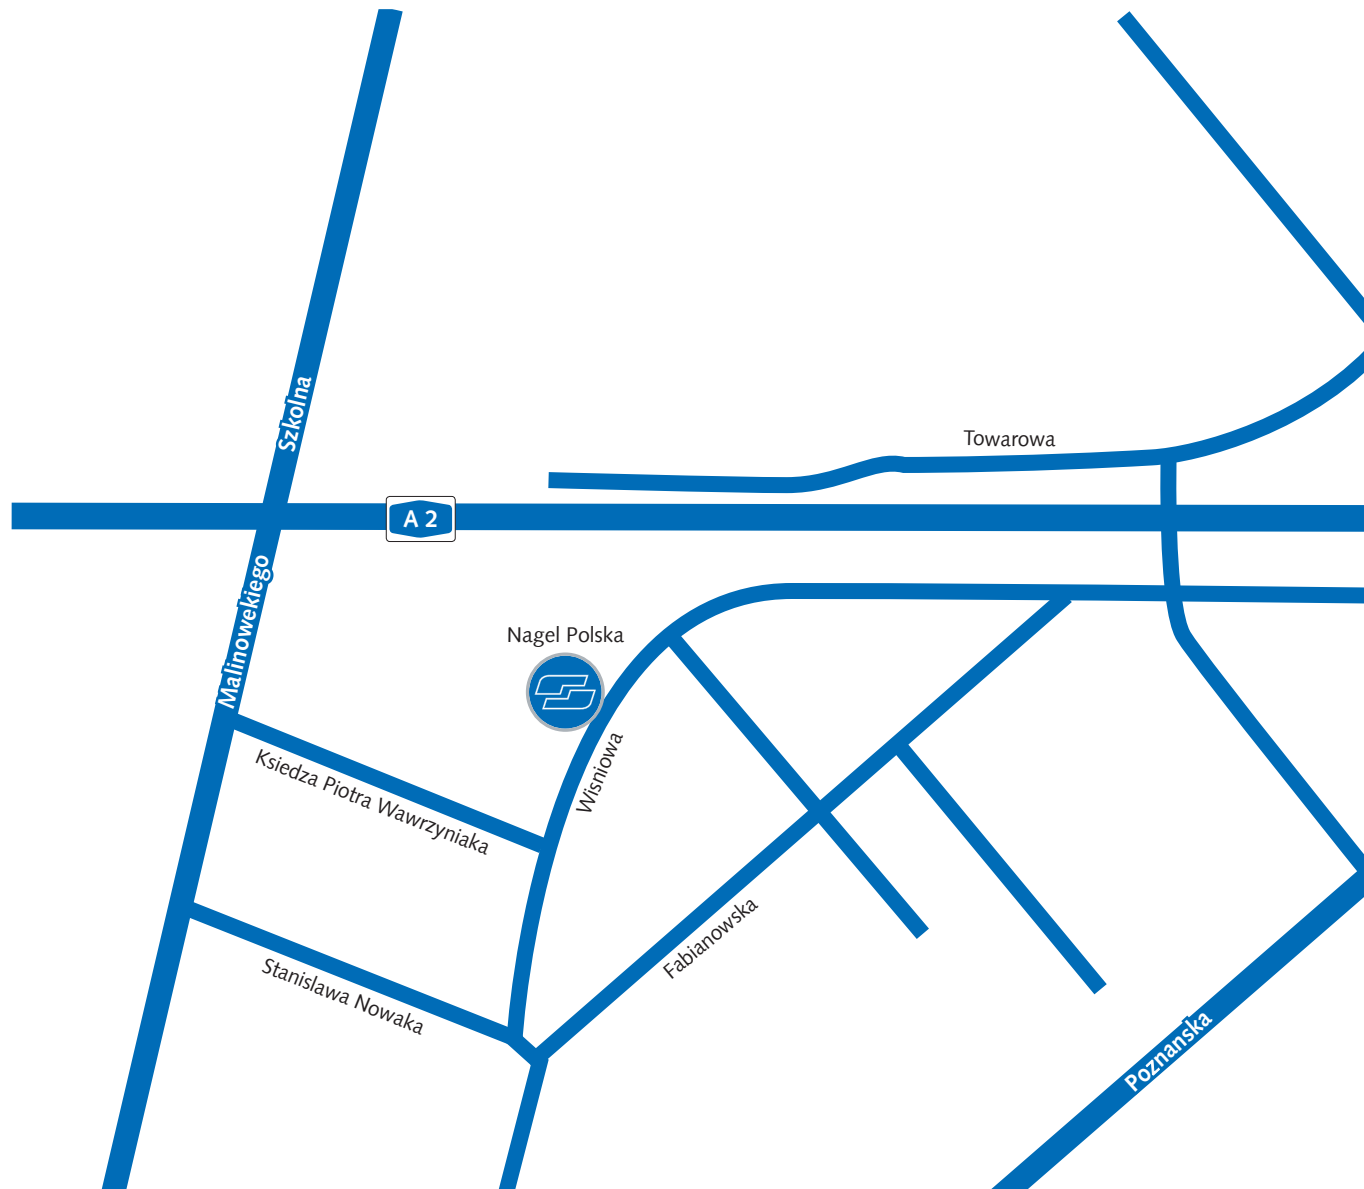 Szkolna
Towarowa
A 2
Malinowekiego
Nagel Polska
Wisniowa
Ksiedza Piotra Wawrzyniaka
Fabianowska
Stanislawa Nowaka
Poznanska